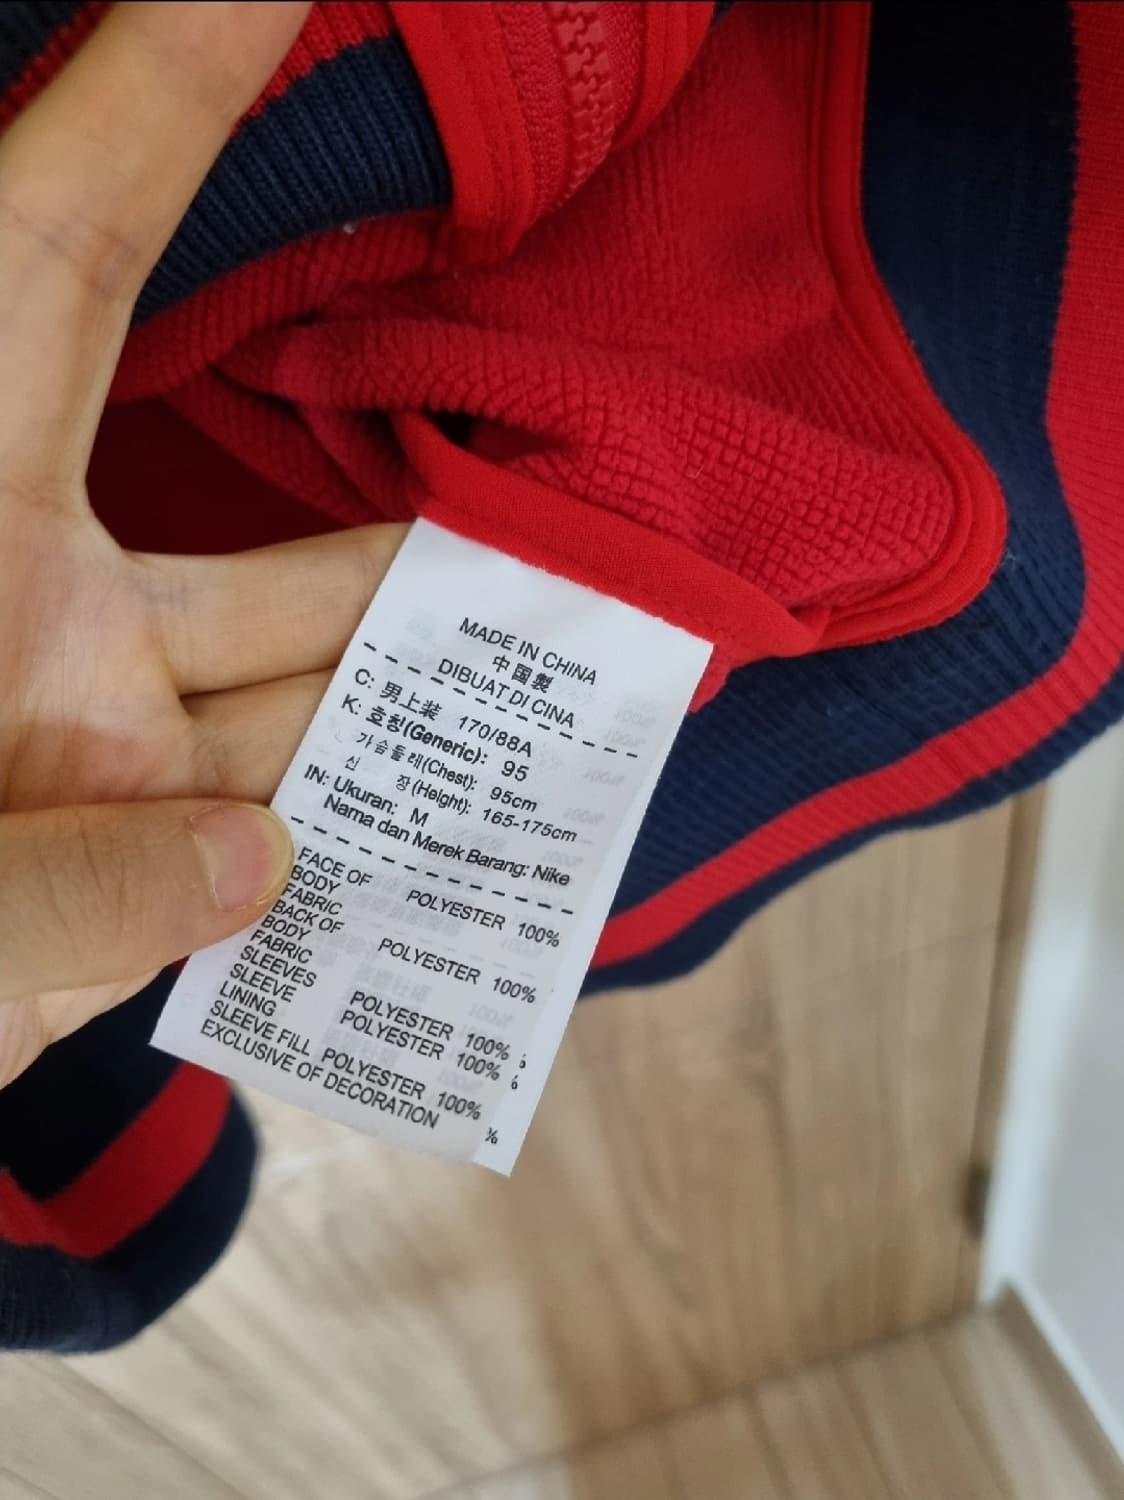 MADE IN CHINA
中国製
DIBUAT DI CINA
C: 男上装 170/88A
K: 호칭(Generic): 95
가슴둘레(Chest): 95cm
신 장(Height): 165-175cm
IN: Ukuran: M
Nama dan Merek Barang: Nike
FACE OF
BODY
FABRIC POLYESTER 100%
BACK OF
BODY
FABRIC POLYESTER 100%
SLEEVES POLYESTER 100%
SLEEVE
LINING POLYESTER 100%
SLEEVE FILL POLYESTER 100%
EXCLUSIVE OF DECORATION